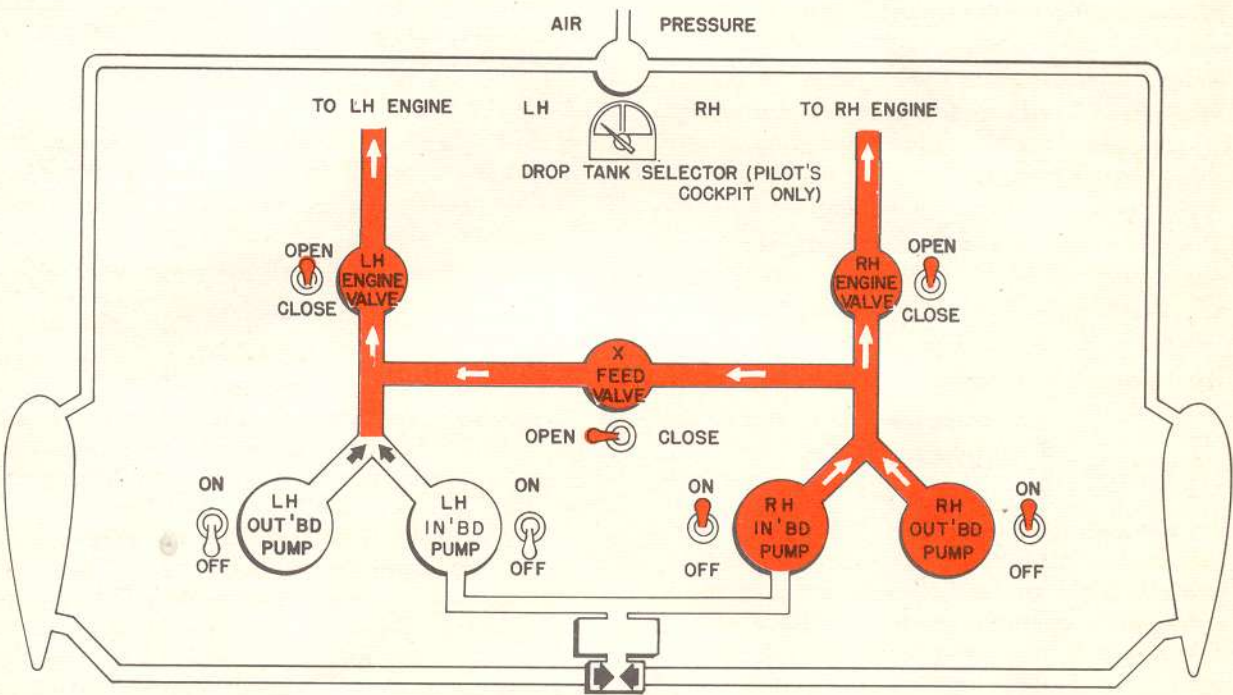 AIR PRESSURE
TO LH ENGINE
LH
RH
TO RH ENGINE
DROP TANK SELECTOR (PILOT'S
COCKPIT ONLY)
OPEN
CLOSE
LH
ENGINE
VALVE
RH
ENGINE
VALVE
OPEN
CLOSE
X
FEED
VALVE
OPEN
CLOSE
ON
OFF
LH
OUT'BD
PUMP
LH
IN'BD
PUMP
ON
OFF
ON
OFF
RH
IN'BD
PUMP
RH
OUT'BD
PUMP
ON
OFF